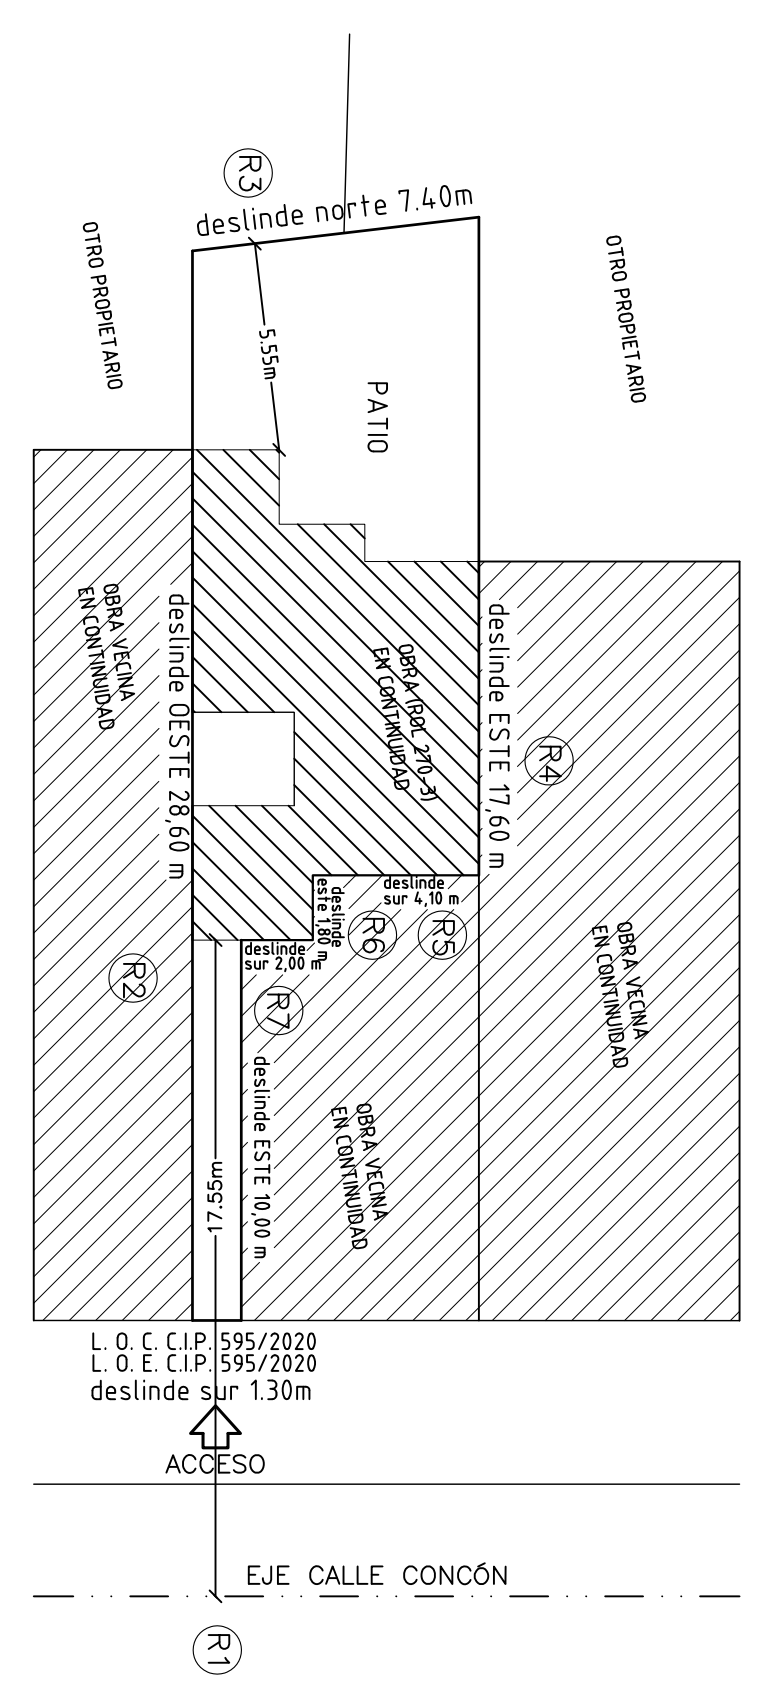 R3
deslinde norte 7.40m
OTRO PROPIETARIO
OTRO PROPIETARIO
5.55m
PATIO
OBRA VECINA
EN CONTINUIDAD
deslinde OESTE 28,60 m
OBRA (ROL 270-3)
EN CONTINUIDAD
deslinde ESTE 17,60 m
R4
deslinde
sur 4,10 m
deslinde
este 1,80 m
R6
R5
deslinde
sur 2,00 m
R2
R7
OBRA VECINA
EN CONTINUIDAD
deslinde ESTE 10,00 m
OBRA VECINA
EN CONTINUIDAD
17.55m
L. O. C. C.I.P. 595/2020
L. O. E. C.I.P. 595/2020
deslinde sur 1.30m
ACCESO
EJE CALLE CONCÓN
R1